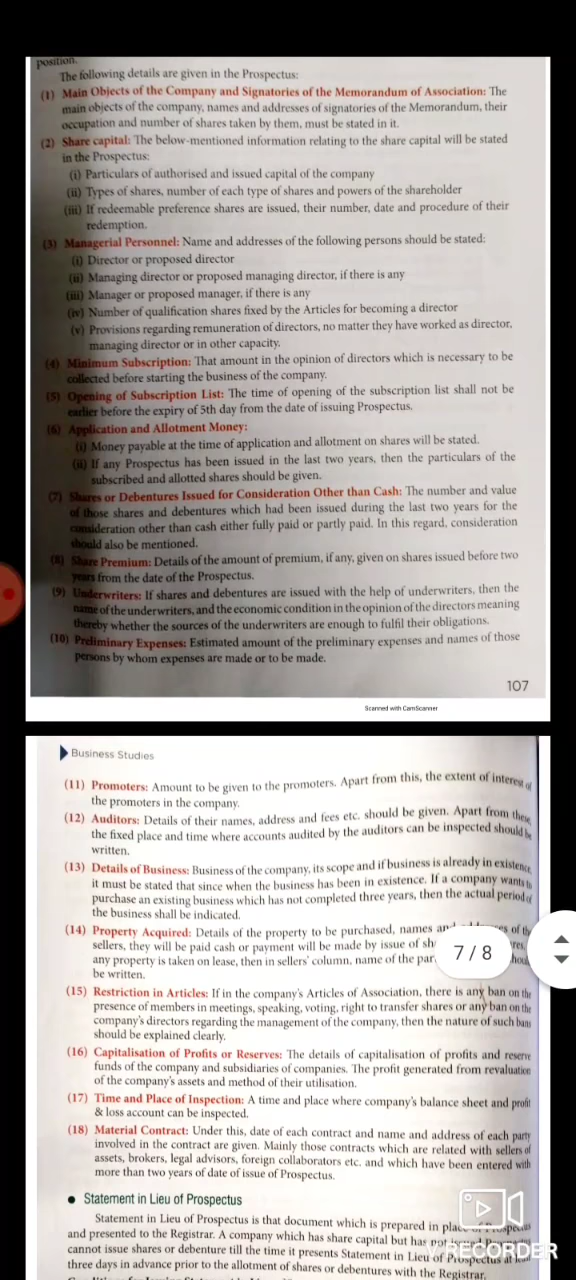 position.
The following details are given in the Prospectus:
(1) Main Objects of the Company and Signatories of the Memorandum of Association: The
main objects of the company, names and addresses of signatories of the Memorandum, their
occupation and number of shares taken by them, must be stated in it.
(2) Share capital: The below-mentioned information relating to the share capital will be stated
in the Prospectus:
(i) Particulars of authorised and issued capital of the company
(ii) Types of shares, number of each type of shares and powers of the shareholder
(iii) If redeemable preference shares are issued, their number, date and procedure of their
redemption.
(3) Managerial Personnel: Name and addresses of the following persons should be stated:
(i) Director or proposed director
(ii) Managing director or proposed managing director, if there is any
(iii) Manager or proposed manager, if there is any
(iv) Number of qualification shares fixed by the Articles for becoming a director
(v) Provisions regarding remuneration of directors, no matter they have worked as director,
managing director or in other capacity.
(4) Minimum Subscription: That amount in the opinion of directors which is necessary to be
collected before starting the business of the company.
(5) Opening of Subscription List: The time of opening of the subscription list shall not be
earlier before the expiry of 5th day from the date of issuing Prospectus.
(6) Application and Allotment Money:
(i) Money payable at the time of application and allotment on shares will be stated.
(ii) If any Prospectus has been issued in the last two years, then the particulars of the
subscribed and allotted shares should be given.
(7) Shares or Debentures Issued for Consideration Other than Cash: The number and value
of those shares and debentures which had been issued during the last two years for the
consideration other than cash either fully paid or partly paid. In this regard, consideration
should also be mentioned.
(8) Share Premium: Details of the amount of premium, if any, given on shares issued before two
years from the date of the Prospectus.
(9) Underwriters: If shares and debentures are issued with the help of underwriters, then the
name of the underwriters, and the economic condition in the opinion of the directors meaning
thereby whether the sources of the underwriters are enough to fulfil their obligations.
(10) Preliminary Expenses: Estimated amount of the preliminary expenses and names of those
persons by whom expenses are made or to be made.
107
Scanned with CamScanner
Business Studies
(11) Promoters: Amount to be given to the promoters. Apart from this, the extent of interest of
the promoters in the company.
(12) Auditors: Details of their names, address and fees etc. should be given. Apart from these,
the fixed place and time where accounts audited by the auditors can be inspected should be
written.
(13) Details of Business: Business of the company, its scope and if business is already in existence,
it must be stated that since when the business has been in existence. If a company wants to
purchase an existing business which has not completed three years, then the actual period of
the business shall be indicated.
(14) Property Acquired: Details of the property to be purchased, names of the
sellers, they will be paid cash or payment will be made by issue of
any property is taken on lease, then in sellers' column, name of the
be written.
7 / 8
(15) Restriction in Articles: If in the company's Articles of Association, there is any ban on the
presence of members in meetings, speaking, voting, right to transfer shares or any ban on the
company's directors regarding the management of the company, then the nature of such ban
should be explained clearly.
(16) Capitalisation of Profits or Reserves: The details of capitalisation of profits and reserve
funds of the company and subsidiaries of companies. The profit generated from revaluation
of the company's assets and method of their utilisation.
(17) Time and Place of Inspection: A time and place where company's balance sheet and profit
& loss account can be inspected.
(18) Material Contract: Under this, date of each contract and name and address of each party
involved in the contract are given. Mainly those contracts which are related with sellers of
assets, brokers, legal advisors, foreign collaborators etc. and which have been entered with
more than two years of date of issue of Prospectus.
• Statement in Lieu of Prospectus
Statement in Lieu of Prospectus is that document which is prepared in place of Prospectus
and presented to the Registrar. A company which has share capital but has not
cannot issue shares or debenture till the time it presents Statement in Lieu of Prospectus at least
three days in advance prior to the allotment of shares or debentures with the Registrar.
RECORDER